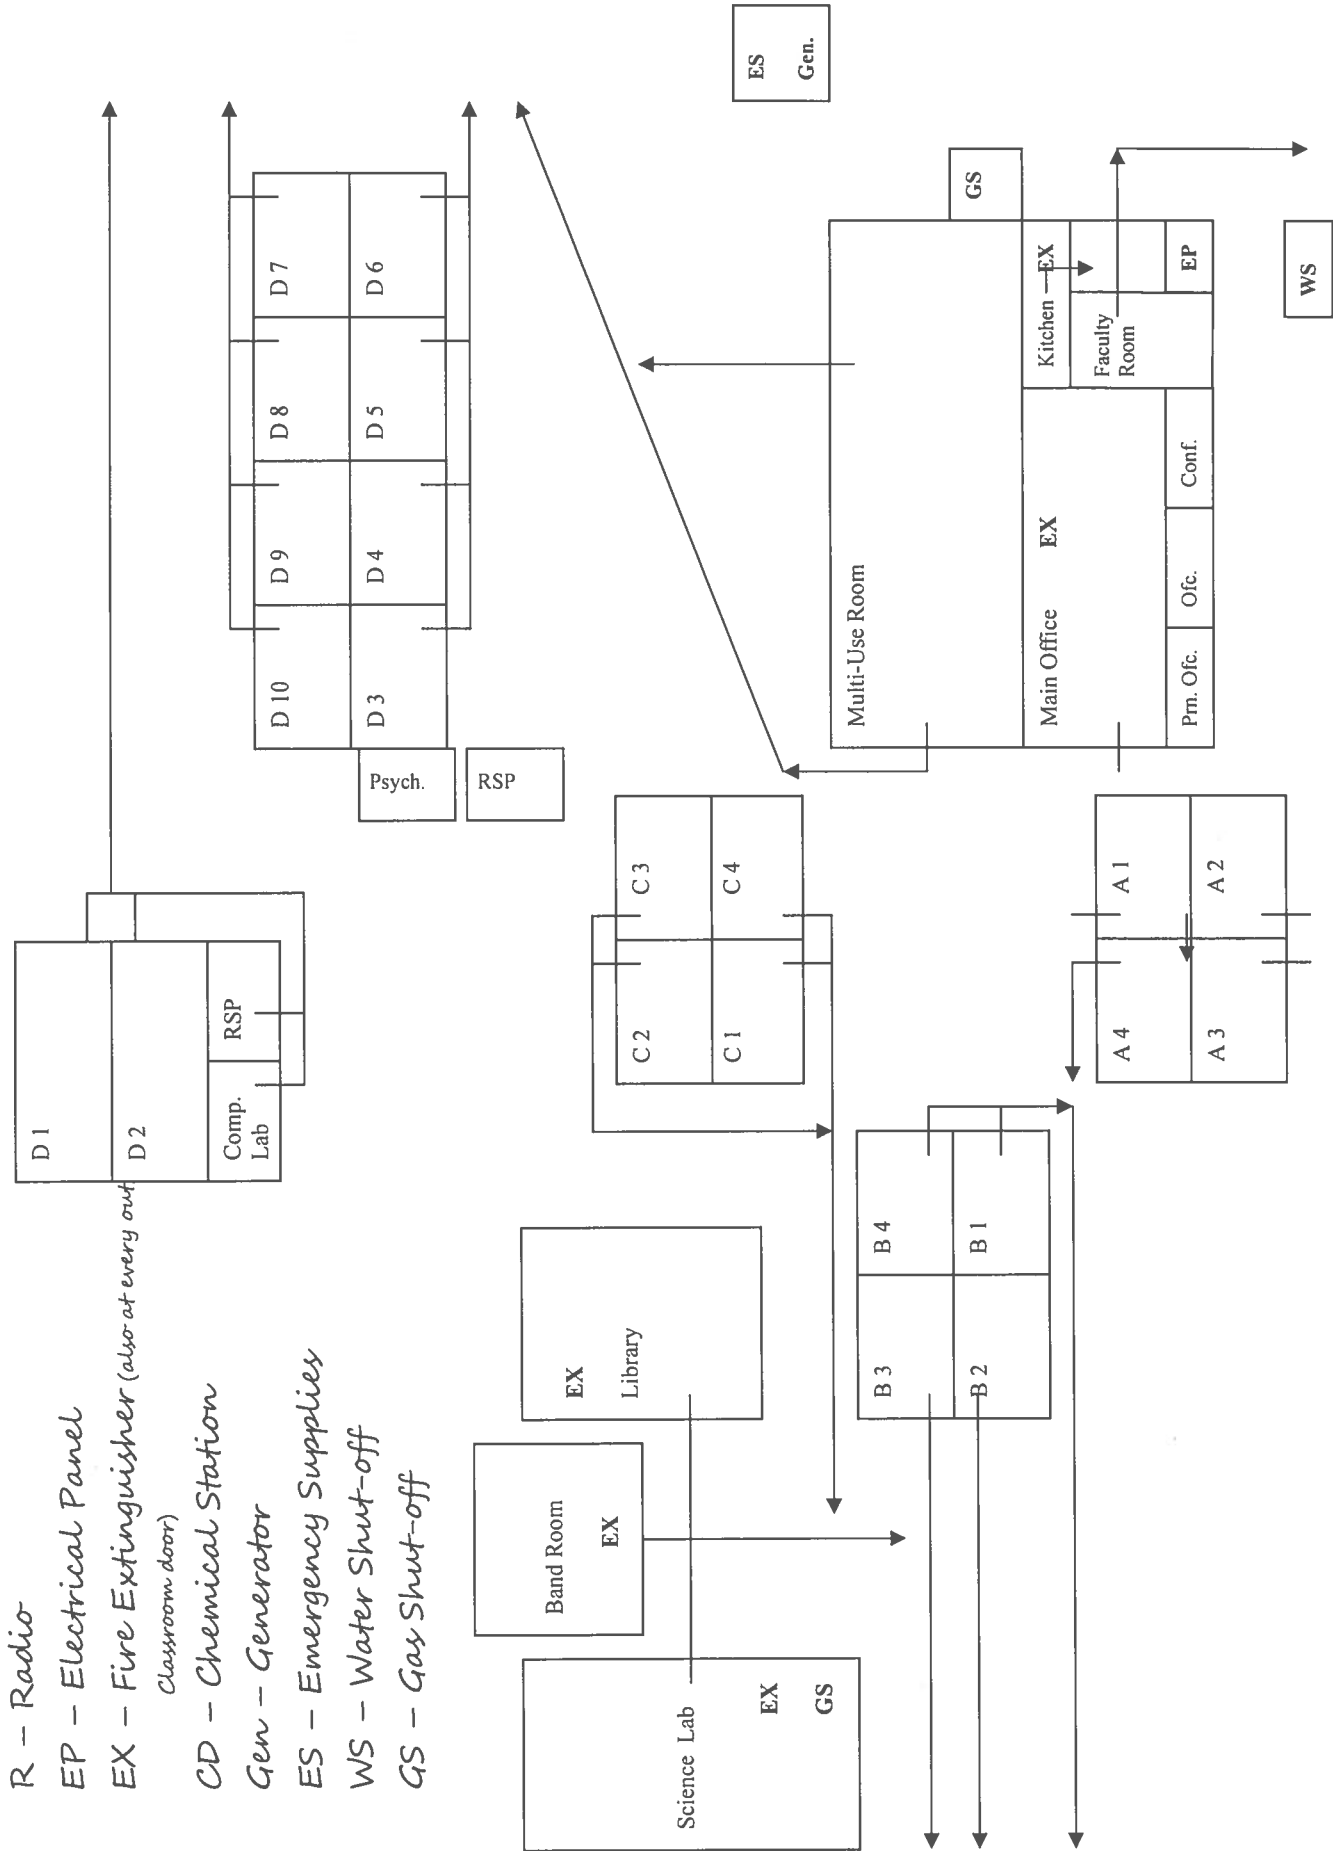 R – Radio
EP – Electrical Panel
EX – Fire Extinguisher (also at every out
Classroom door)
CD – Chemical Station
Gen – Generator
ES – Emergency Supplies
WS – Water Shut-off
GS – Gas Shut-off
D 1
D 2
Comp.
Lab
RSP
D 10
D 9
D 8
D 7
D 3
D 4
D 5
D 6
Psych.
RSP
ES
Gen.
Science Lab
EX
GS
Band Room
EX
EX
Library
C 2
C 3
C 1
C 4
B 3
B 4
B 2
B 1
Multi-Use Room
GS
Main Office
EX
Kitchen
EX
Faculty
Room
Prn. Ofc.
Ofc.
Conf.
EP
A 4
A 1
A 3
A 2
WS